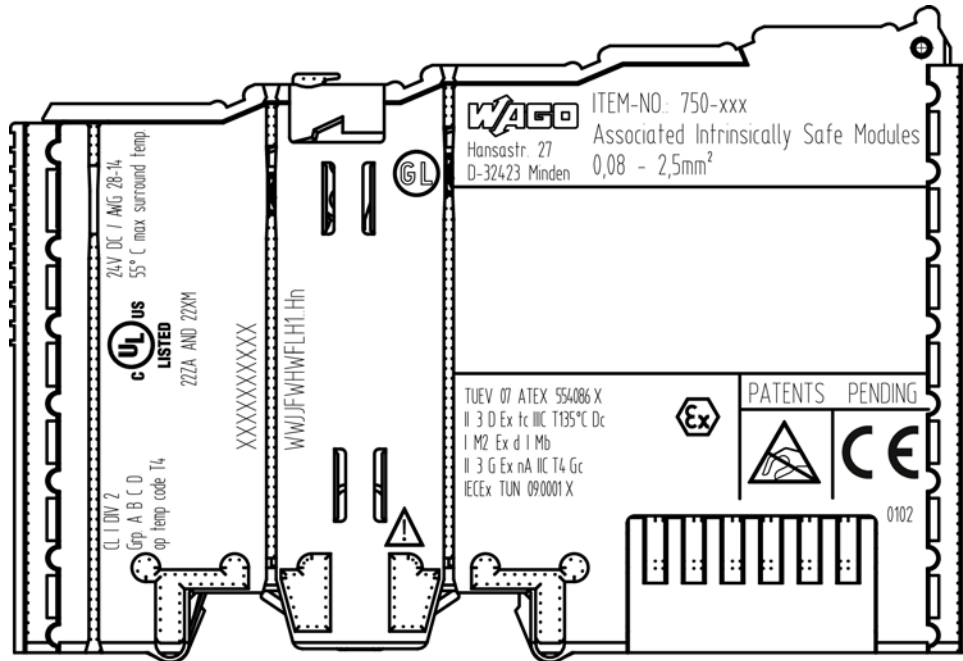 WAGO
Hansastr. 27
D-32423 Minden
ITEM-NO.: 750-xxx
Associated Intrinsically Safe Modules
0,08 - 2,5mm²
GL
24V DC / AWG 28-14
55° C max surround temp.
C UL US
LISTED
22ZA AND 22XM
CL I DIV 2
Grp. A B C D
op temp code T4
XXXXXXXXXX
WWJJFWHWFLH1..Hn
TUEV 07 ATEX 554086 X
II 3 D Ex tc IIIC T135°C Dc
I M2 Ex d I Mb
II 3 G Ex nA IIC T4 Gc
IECEx TUN 090001 X
Ex
PATENTS PENDING
CE
0102